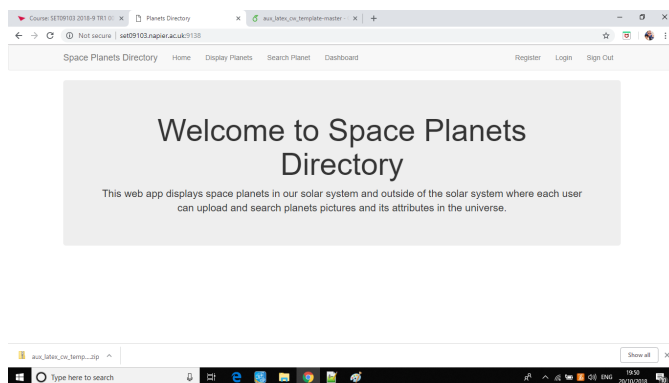 Course: SET09103 2018-9 TR1 00
Planets Directory
aux_latex_cw_template-master -
Not secure | set09103.napier.ac.uk:9138
Space Planets Directory Home Display Planets Search Planet Dashboard Register Login Sign Out
Welcome to Space Planets
Directory
This web app displays space planets in our solar system and outside of the solar system where each user
can upload and search planets pictures and its attributes in the universe.
aux_latex_cw_temp....zip
Show all
Type here to search
ENG
19:50
20/10/2018